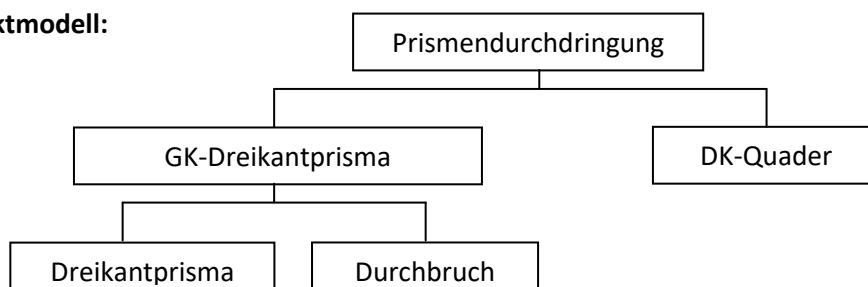 ktmodell:
Prismendurchdringung
GK-Dreikantprisma
DK-Quader
Dreikantprisma
Durchbruch